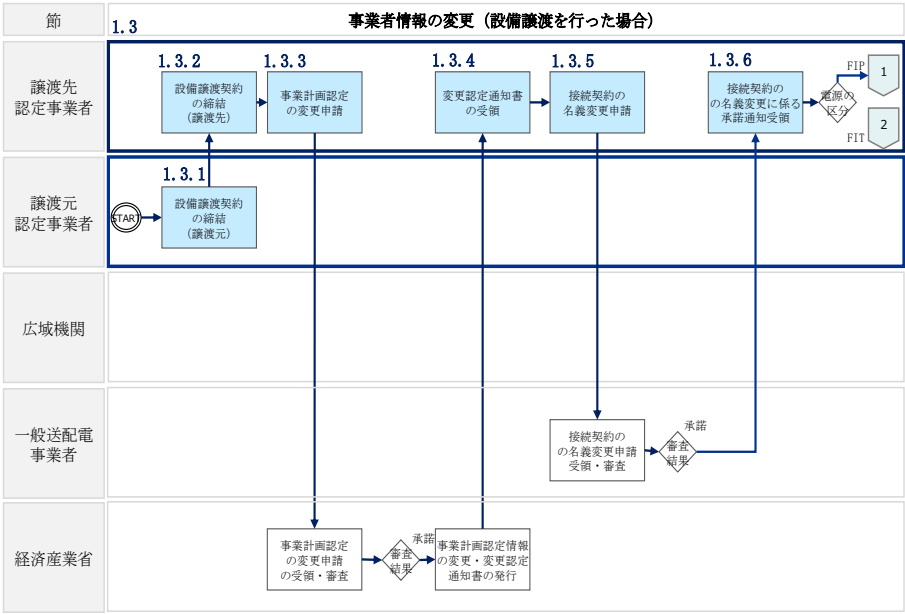 節
事業者情報の変更（設備譲渡を行った場合）
1.3
譲渡先
認定事業者
1.3.2
設備譲渡契約
の締結
（譲渡先）
1.3.3
事業計画認定
の変更申請
1.3.4
変更認定通知書
の受領
1.3.5
接続契約の
名義変更申請
1.3.6
接続契約の
の名義変更に係る
承諾通知受領
電源の
区分
FIP
1
FIT
2
譲渡元
認定事業者
START
1.3.1
設備譲渡契約
の締結
（譲渡元）
広域機関
一般送配電
事業者
接続契約の
の名義変更申請
受領・審査
審査
結果
承諾
経済産業省
事業計画認定
の変更申請
の受領・審査
審査
結果
承諾
事業計画認定情報
の変更・変更認定
通知書の発行